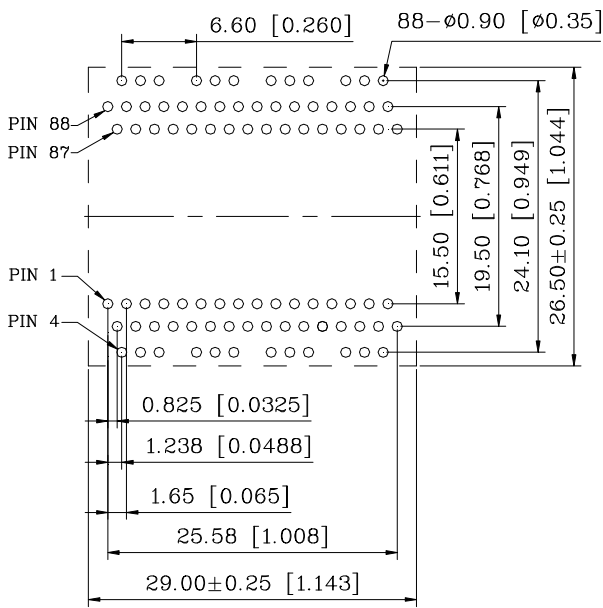 6.60 [0.260]
88-ø0.90 [ø0.35]
PIN 88
PIN 87
15.50 [0.611]
19.50 [0.768]
24.10 [0.949]
26.50±0.25 [1.044]
PIN 1
PIN 4
0.825 [0.0325]
1.238 [0.0488]
1.65 [0.065]
25.58 [1.008]
29.00±0.25 [1.143]